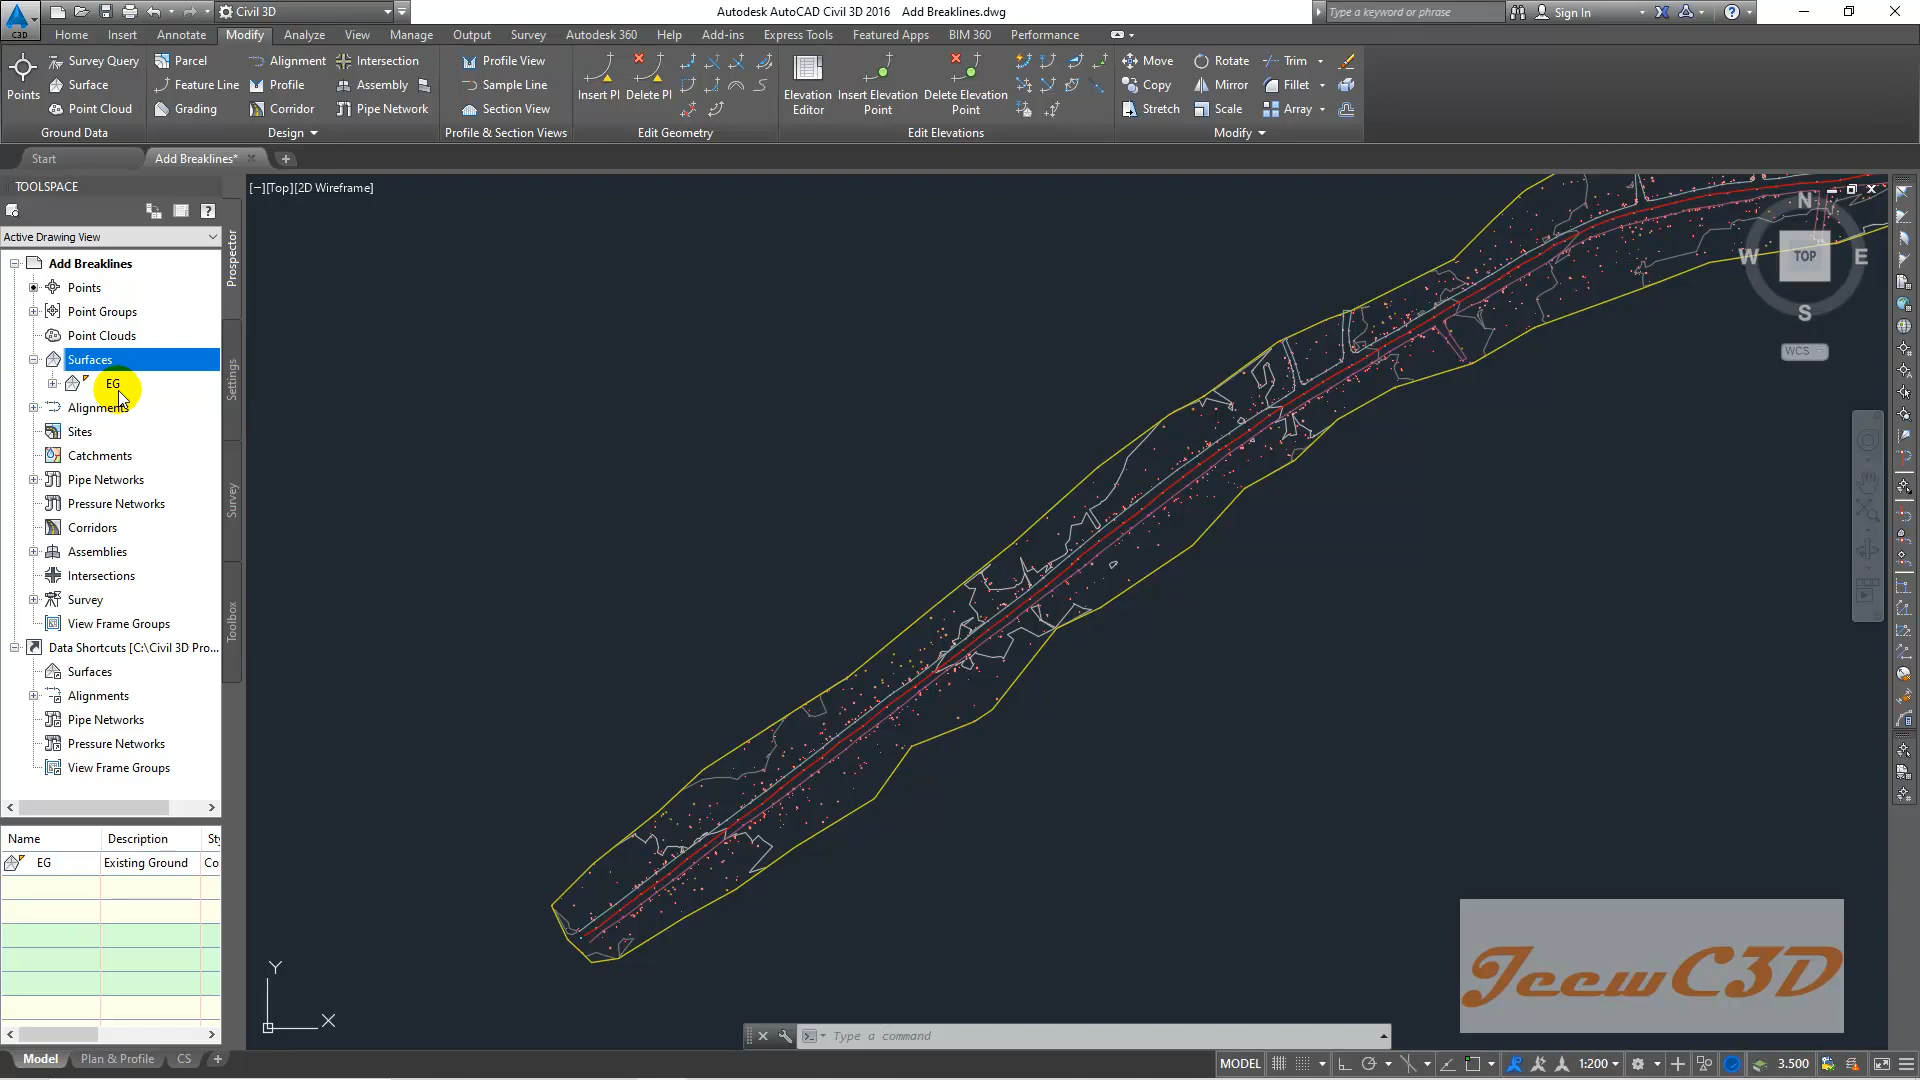 Civil 3D
Autodesk AutoCAD Civil 3D 2016 Add Breaklines.dwg
Type a keyword or phrase
Sign In
C3D
Home Insert Annotate Modify Analyze View Manage Output Survey Autodesk 360 Help Add-ins Express Tools Featured Apps BIM 360 Performance
Survey Query Parcel Alignment Intersection Profile View Move Rotate Trim
Surface Feature Line Profile Assembly Sample Line Copy Mirror Fillet
Points Point Cloud Grading Corridor Pipe Network Section View Stretch Scale Array
Insert PI Delete PI
Elevation Editor
Insert Elevation Point
Delete Elevation Point
Ground Data Design Profile & Section Views Edit Geometry Edit Elevations Modify
Start Add Breaklines*
TOOLSPACE
[−][Top][2D Wireframe]
Active Drawing View
Add Breaklines
Points
Point Groups
Point Clouds
Surfaces
EG
Alignments
Sites
Catchments
Pipe Networks
Pressure Networks
Corridors
Assemblies
Intersections
Survey
View Frame Groups
Data Shortcuts [C:\Civil 3D Pro...
Surfaces
Alignments
Pipe Networks
Pressure Networks
View Frame Groups
Prospector
Settings
Survey
Toolbox
Name Description Sty
EG Existing Ground Co
N
W TOP E
S
WCS
JeewC3D
Y
X
Type a command
Model Plan & Profile CS
MODEL 1:200 3.500